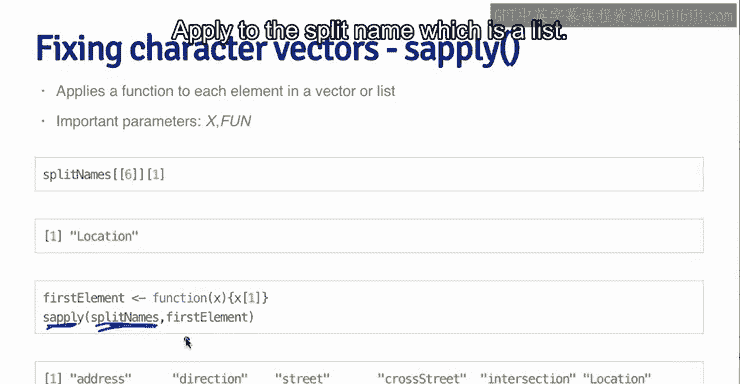 Apply to the split name which is a list.
Fixing character vectors - sapply()
• Applies a function to each element in a vector or list
• Important parameters: X,FUN
splitNames[[6]][1]
[1] "Location"
firstElement <- function(x){x[1]}
sapply(splitNames,firstElement)
[1] "address" "direction" "street" "crossStreet" "intersection" "Location"